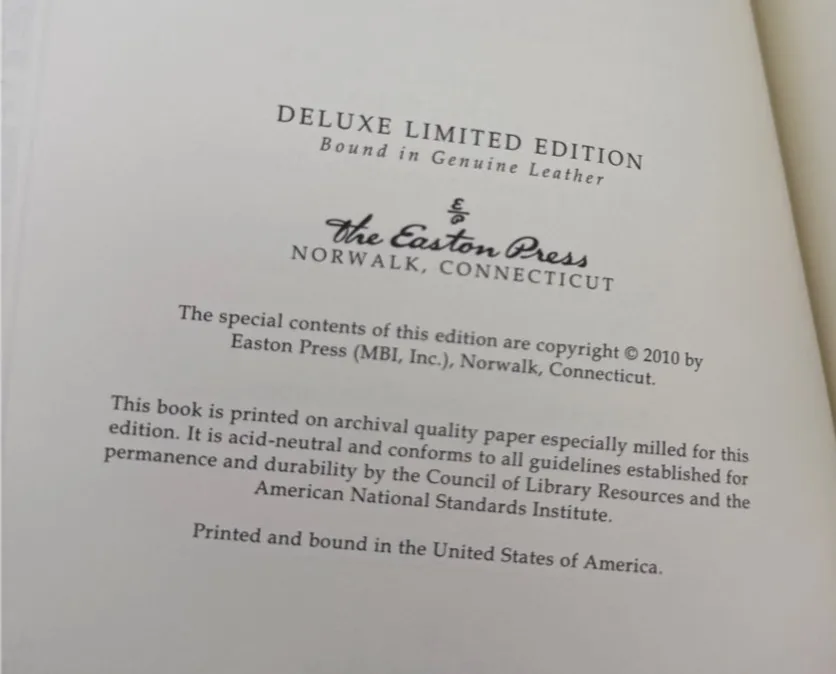 DELUXE LIMITED EDITION
Bound in Genuine Leather
E
P
The Easton Press
NORWALK, CONNECTICUT
The special contents of this edition are copyright © 2010 by
Easton Press (MBI, Inc.), Norwalk, Connecticut.
This book is printed on archival quality paper especially milled for this
edition. It is acid-neutral and conforms to all guidelines established for
permanence and durability by the Council of Library Resources and the
American National Standards Institute.
Printed and bound in the United States of America.